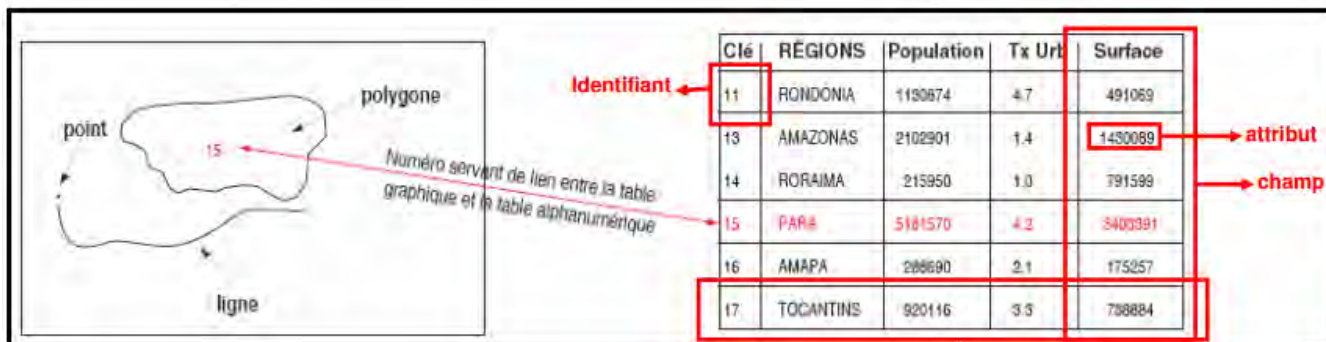 polygone
point
15
ligne
Numéro servant de lien entre la table
graphique et la table alphanumérique
Identifiant
Clé RÉGIONS Population Tx Urb Surface
11 RONDONIA 1130874 4.7 491069
13 AMAZONAS 2102901 1.4 1430089
14 RORAIMA 215950 1.0 791599
15 PARA 5181570 4.2 3403391
16 AMAPA 288690 2.1 175257
17 TOCANTINS 920116 3.3 738884
attribut
champ